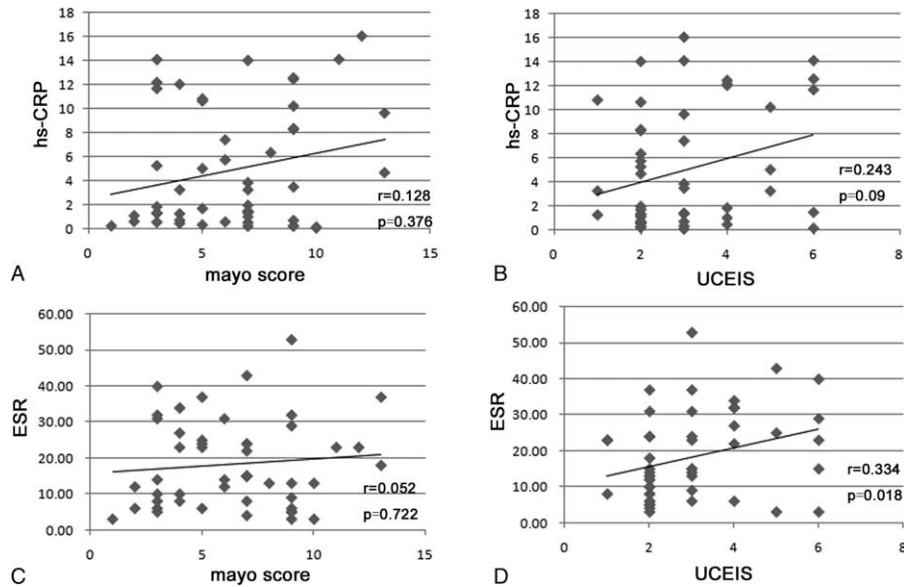 18
16
14
12
10
8
6
4
2
0
hs-CRP
r=0.128
p=0.376
0
5
10
15
A
mayo score
18
16
14
12
10
8
6
4
2
0
hs-CRP
r=0.243
p=0.09
0
2
4
6
8
B
UCEIS
60.00
50.00
40.00
30.00
20.00
10.00
0.00
ESR
r=0.052
p=0.722
0
5
10
15
C
mayo score
60.00
50.00
40.00
30.00
20.00
10.00
0.00
ESR
r=0.334
p=0.018
0
2
4
6
8
D
UCEIS